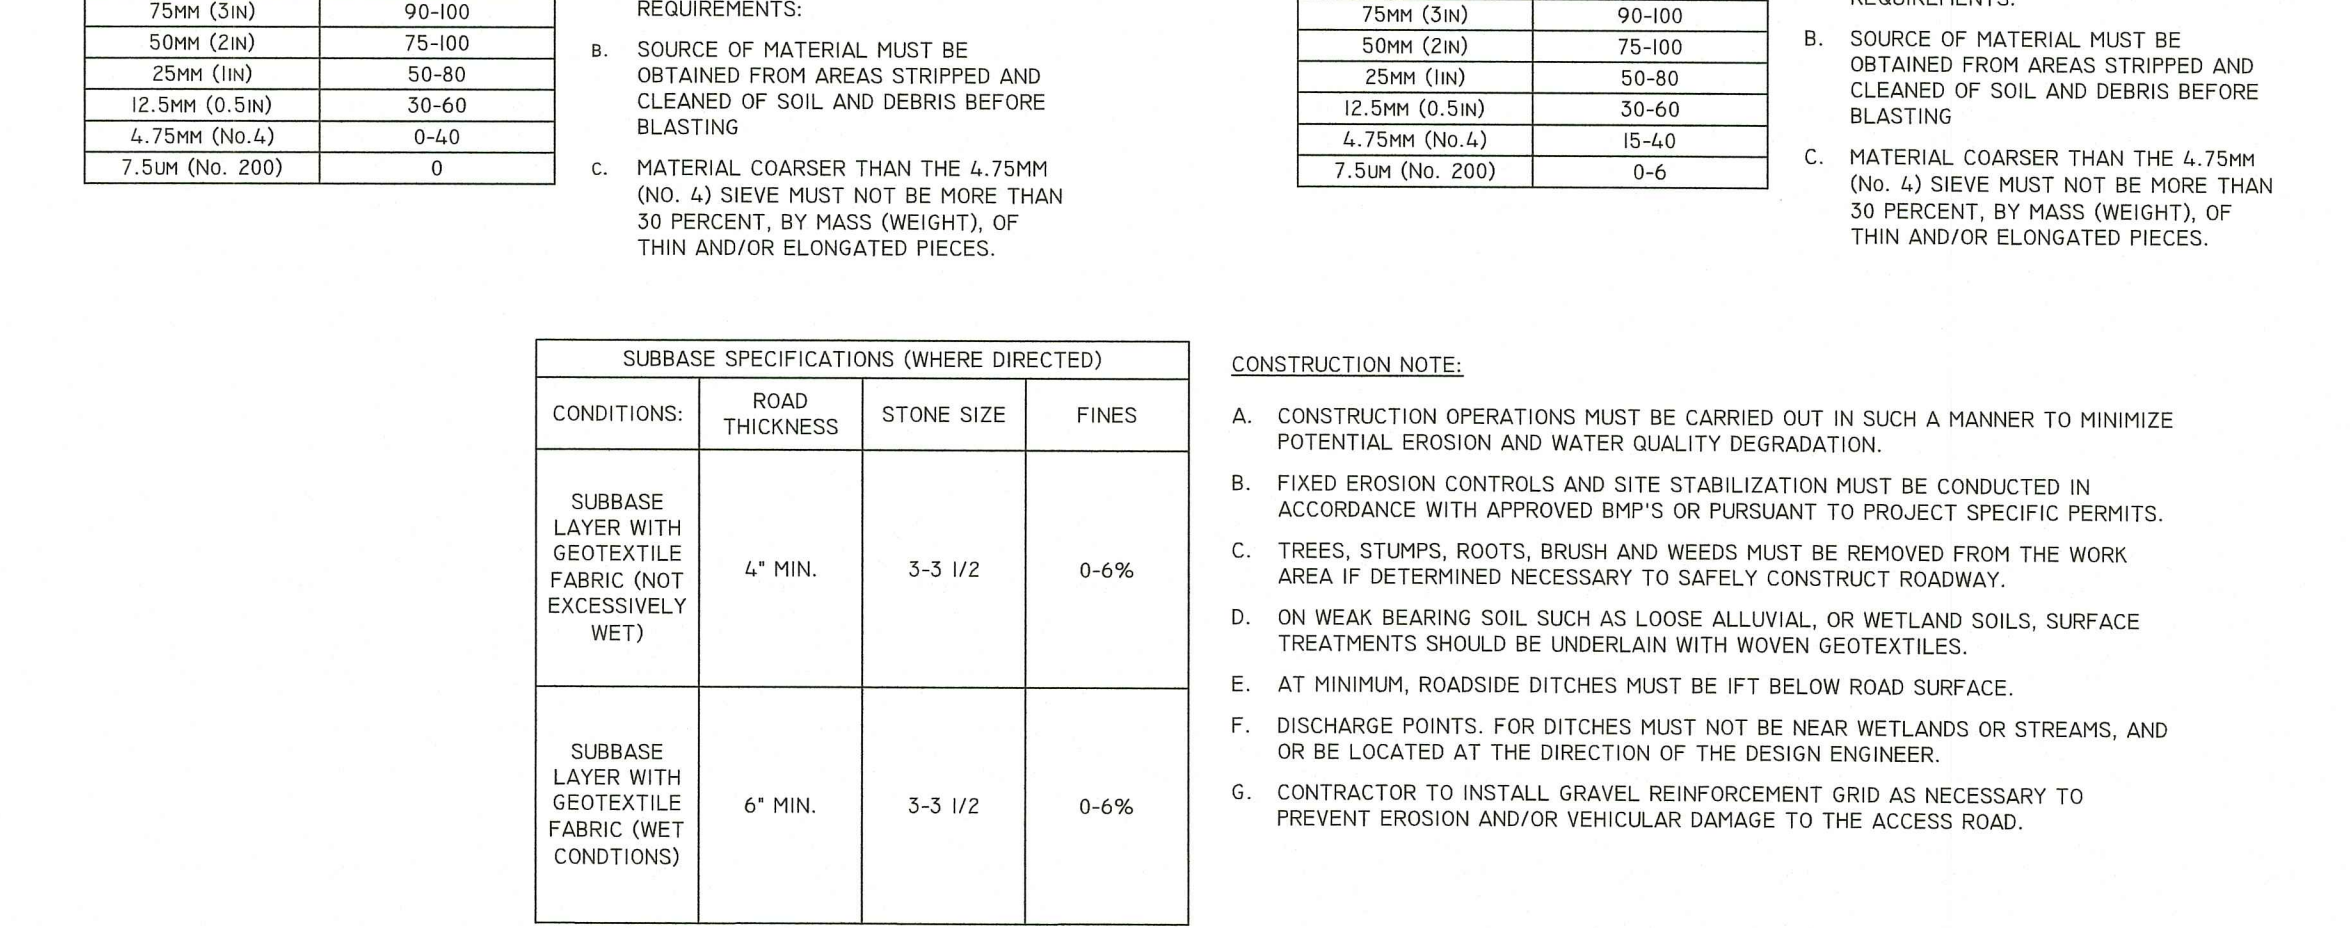 75MM (3IN) 90-100
50MM (2IN) 75-100
25MM (1IN) 50-80
12.5MM (0.5IN) 30-60
4.75MM (No.4) 0-40
7.5UM (No. 200) 0
REQUIREMENTS:
B. SOURCE OF MATERIAL MUST BE
OBTAINED FROM AREAS STRIPPED AND
CLEANED OF SOIL AND DEBRIS BEFORE
BLASTING
C. MATERIAL COARSER THAN THE 4.75MM
(NO. 4) SIEVE MUST NOT BE MORE THAN
30 PERCENT, BY MASS (WEIGHT), OF
THIN AND/OR ELONGATED PIECES.
75MM (3IN) 90-100
50MM (2IN) 75-100
25MM (1IN) 50-80
12.5MM (0.5IN) 30-60
4.75MM (No.4) 15-40
7.5UM (No. 200) 0-6
REQUIREMENTS:
B. SOURCE OF MATERIAL MUST BE
OBTAINED FROM AREAS STRIPPED AND
CLEANED OF SOIL AND DEBRIS BEFORE
BLASTING
C. MATERIAL COARSER THAN THE 4.75MM
(No. 4) SIEVE MUST NOT BE MORE THAN
30 PERCENT, BY MASS (WEIGHT), OF
THIN AND/OR ELONGATED PIECES.
SUBBASE SPECIFICATIONS (WHERE DIRECTED)
CONDITIONS:
ROAD
THICKNESS
STONE SIZE
FINES
SUBBASE
LAYER WITH
GEOTEXTILE
FABRIC (NOT
EXCESSIVELY
WET)
4" MIN.
3-3 1/2
0-6%
SUBBASE
LAYER WITH
GEOTEXTILE
FABRIC (WET
CONDTIONS)
6" MIN.
3-3 1/2
0-6%
CONSTRUCTION NOTE:
A. CONSTRUCTION OPERATIONS MUST BE CARRIED OUT IN SUCH A MANNER TO MINIMIZE
POTENTIAL EROSION AND WATER QUALITY DEGRADATION.
B. FIXED EROSION CONTROLS AND SITE STABILIZATION MUST BE CONDUCTED IN
ACCORDANCE WITH APPROVED BMP'S OR PURSUANT TO PROJECT SPECIFIC PERMITS.
C. TREES, STUMPS, ROOTS, BRUSH AND WEEDS MUST BE REMOVED FROM THE WORK
AREA IF DETERMINED NECESSARY TO SAFELY CONSTRUCT ROADWAY.
D. ON WEAK BEARING SOIL SUCH AS LOOSE ALLUVIAL, OR WETLAND SOILS, SURFACE
TREATMENTS SHOULD BE UNDERLAIN WITH WOVEN GEOTEXTILES.
E. AT MINIMUM, ROADSIDE DITCHES MUST BE 1FT BELOW ROAD SURFACE.
F. DISCHARGE POINTS. FOR DITCHES MUST NOT BE NEAR WETLANDS OR STREAMS, AND
OR BE LOCATED AT THE DIRECTION OF THE DESIGN ENGINEER.
G. CONTRACTOR TO INSTALL GRAVEL REINFORCEMENT GRID AS NECESSARY TO
PREVENT EROSION AND/OR VEHICULAR DAMAGE TO THE ACCESS ROAD.